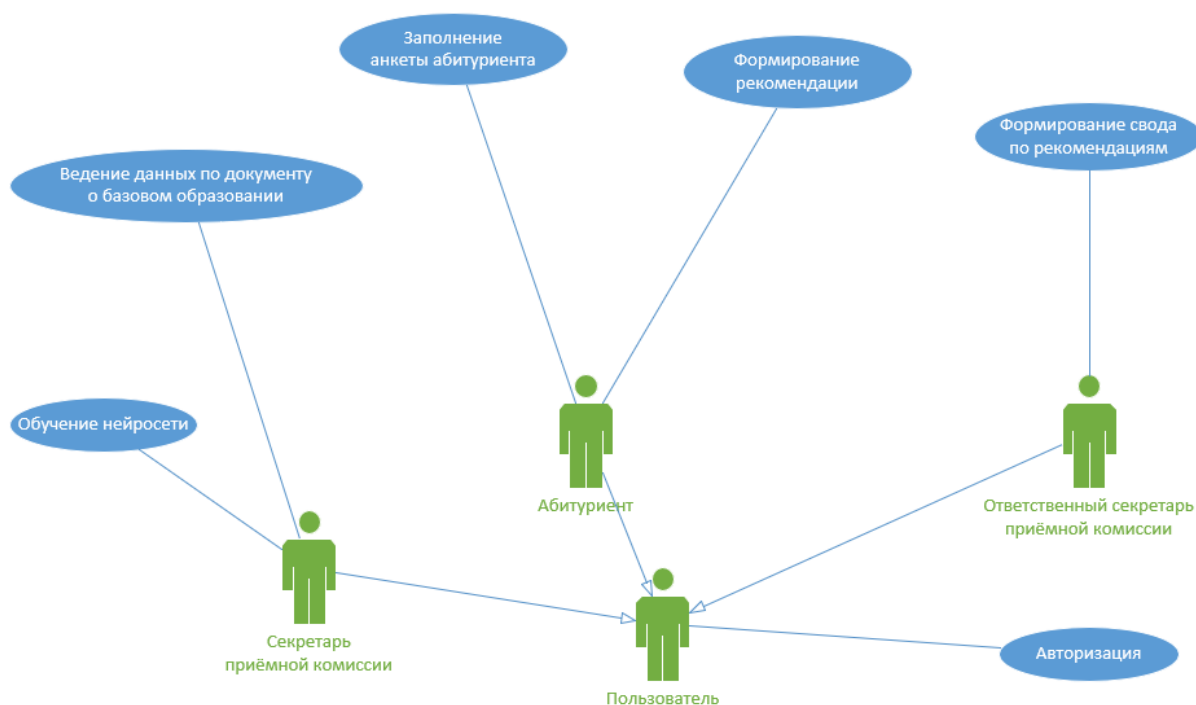 Заполнение
анкеты абитуриента
Формирование
рекомендации
Формирование свода
по рекомендациям
Ведение данных по документу
о базовом образовании
Обучение нейросети
Абитуриент
Ответственный секретарь
приёмной комиссии
Секретарь
приёмной комиссии
Авторизация
Пользователь